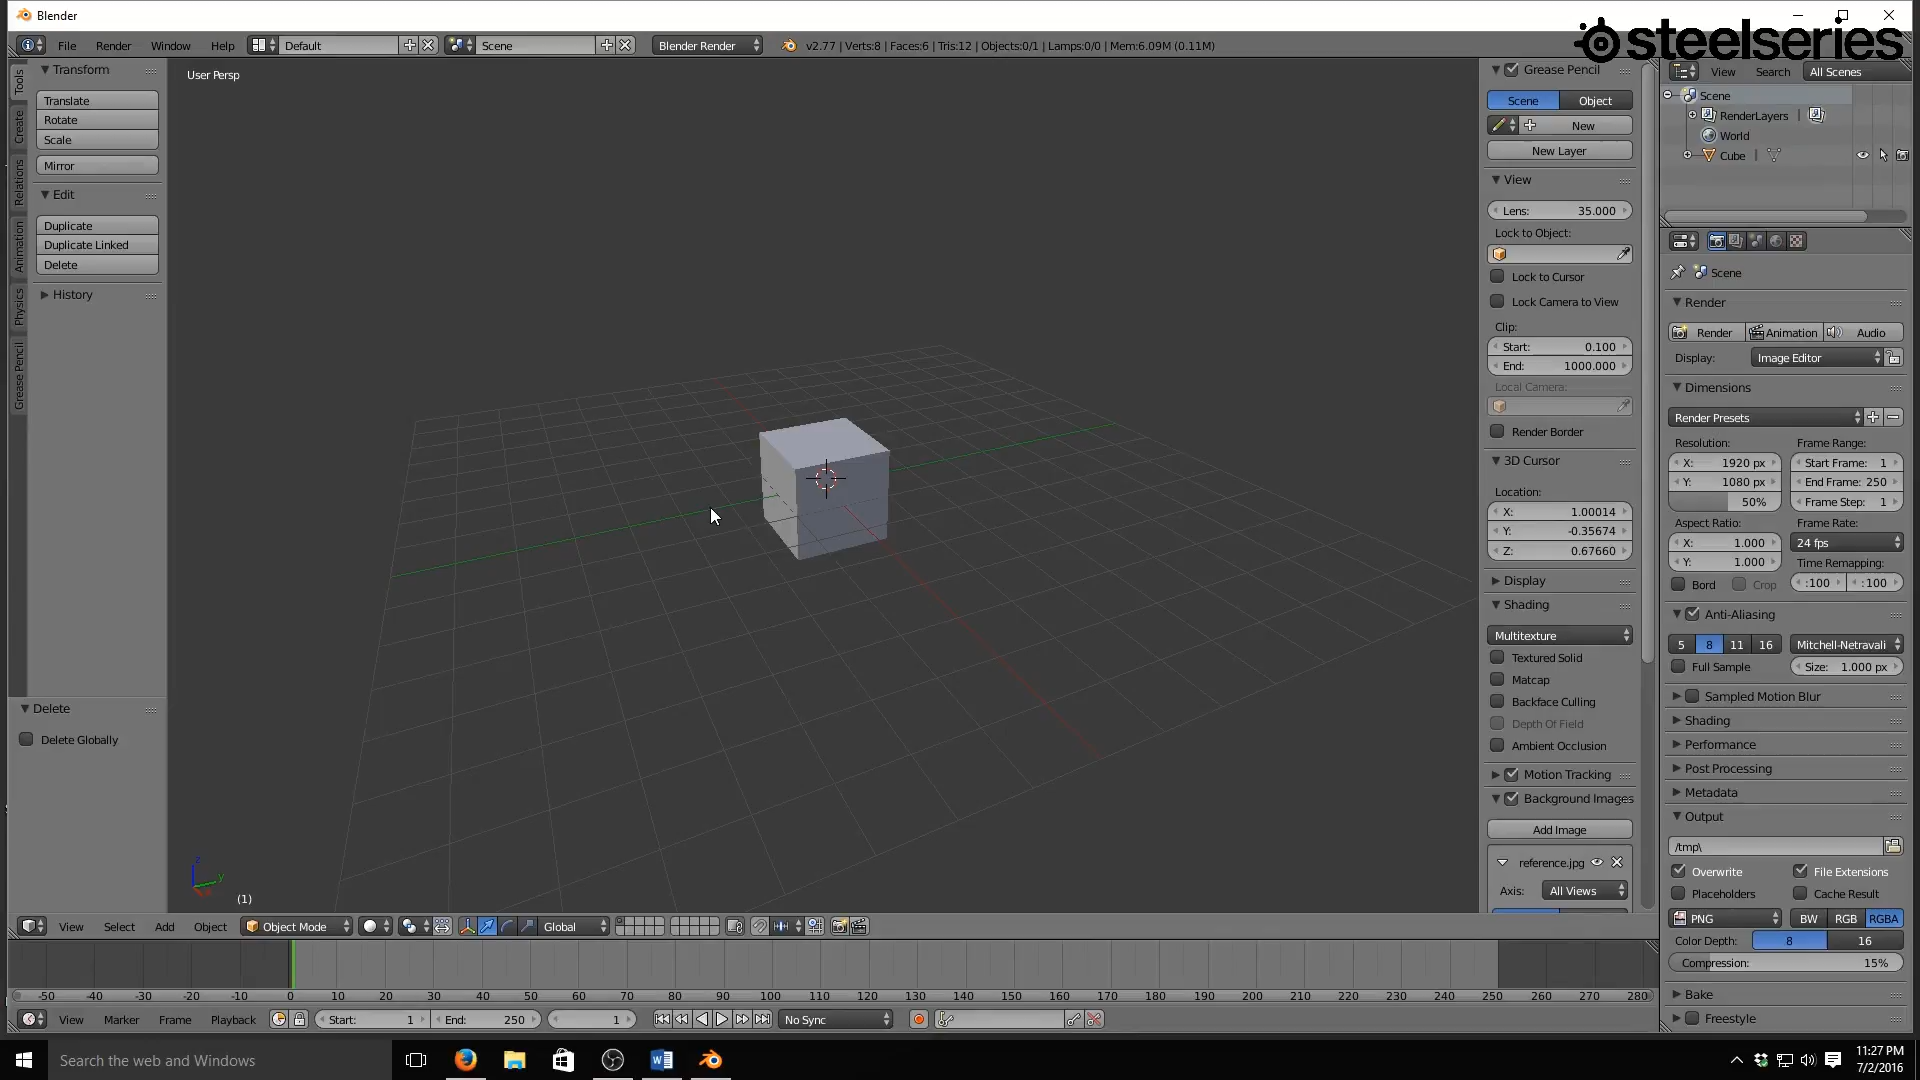 Blender
steelseries
File Render Window Help Default Scene Blender Render v2.77 | Verts:8 | Faces:6 | Tris:12 | Objects:0/1 | Lamps:0/0 | Mem:6.09M (0.11M)
Tools
Create
Relations
Animation
Physics
Grease Pencil
Transform
Translate
Rotate
Scale
Mirror
Edit
Duplicate
Duplicate Linked
Delete
History
Delete
Delete Globally
User Persp
z
y
(1)
Grease Pencil
Scene Object
New
New Layer
View
Lens: 35.000
Lock to Object:
Lock to Cursor
Lock Camera to View
Clip:
Start: 0.100
End: 1000.000
Local Camera:
Render Border
3D Cursor
Location:
X: 1.00014
Y: -0.35674
Z: 0.67660
Display
Shading
Multitexture
Textured Solid
Matcap
Backface Culling
Depth Of Field
Ambient Occlusion
Motion Tracking
Background Images
Add Image
reference.jpg
Axis: All Views
View Search All Scenes
Scene
RenderLayers |
World
Cube |
Scene
Render
Render Animation Audio
Display: Image Editor
Dimensions
Render Presets
Resolution: Frame Range:
X: 1920 px Start Frame: 1
Y: 1080 px End Frame: 250
50% Frame Step: 1
Aspect Ratio: Frame Rate:
X: 1.000 24 fps
Y: 1.000 Time Remapping:
Bord Crop :100 :100
Anti-Aliasing
5 8 11 16 Mitchell-Netravali
Full Sample Size: 1.000 px
Sampled Motion Blur
Shading
Performance
Post Processing
Metadata
Output
/tmp\
Overwrite File Extensions
Placeholders Cache Result
PNG BW RGB RGBA
Color Depth: 8 16
Compression: 15%
Bake
Freestyle
View Select Add Object Object Mode Global
-50 -40 -30 -20 -10 0 10 20 30 40 50 60 70 80 90 100 110 120 130 140 150 160 170 180 190 200 210 220 230 240 250 260 270 280
View Marker Frame Playback Start: 1 End: 250 1 No Sync
Search the web and Windows
11:27 PM
7/2/2016